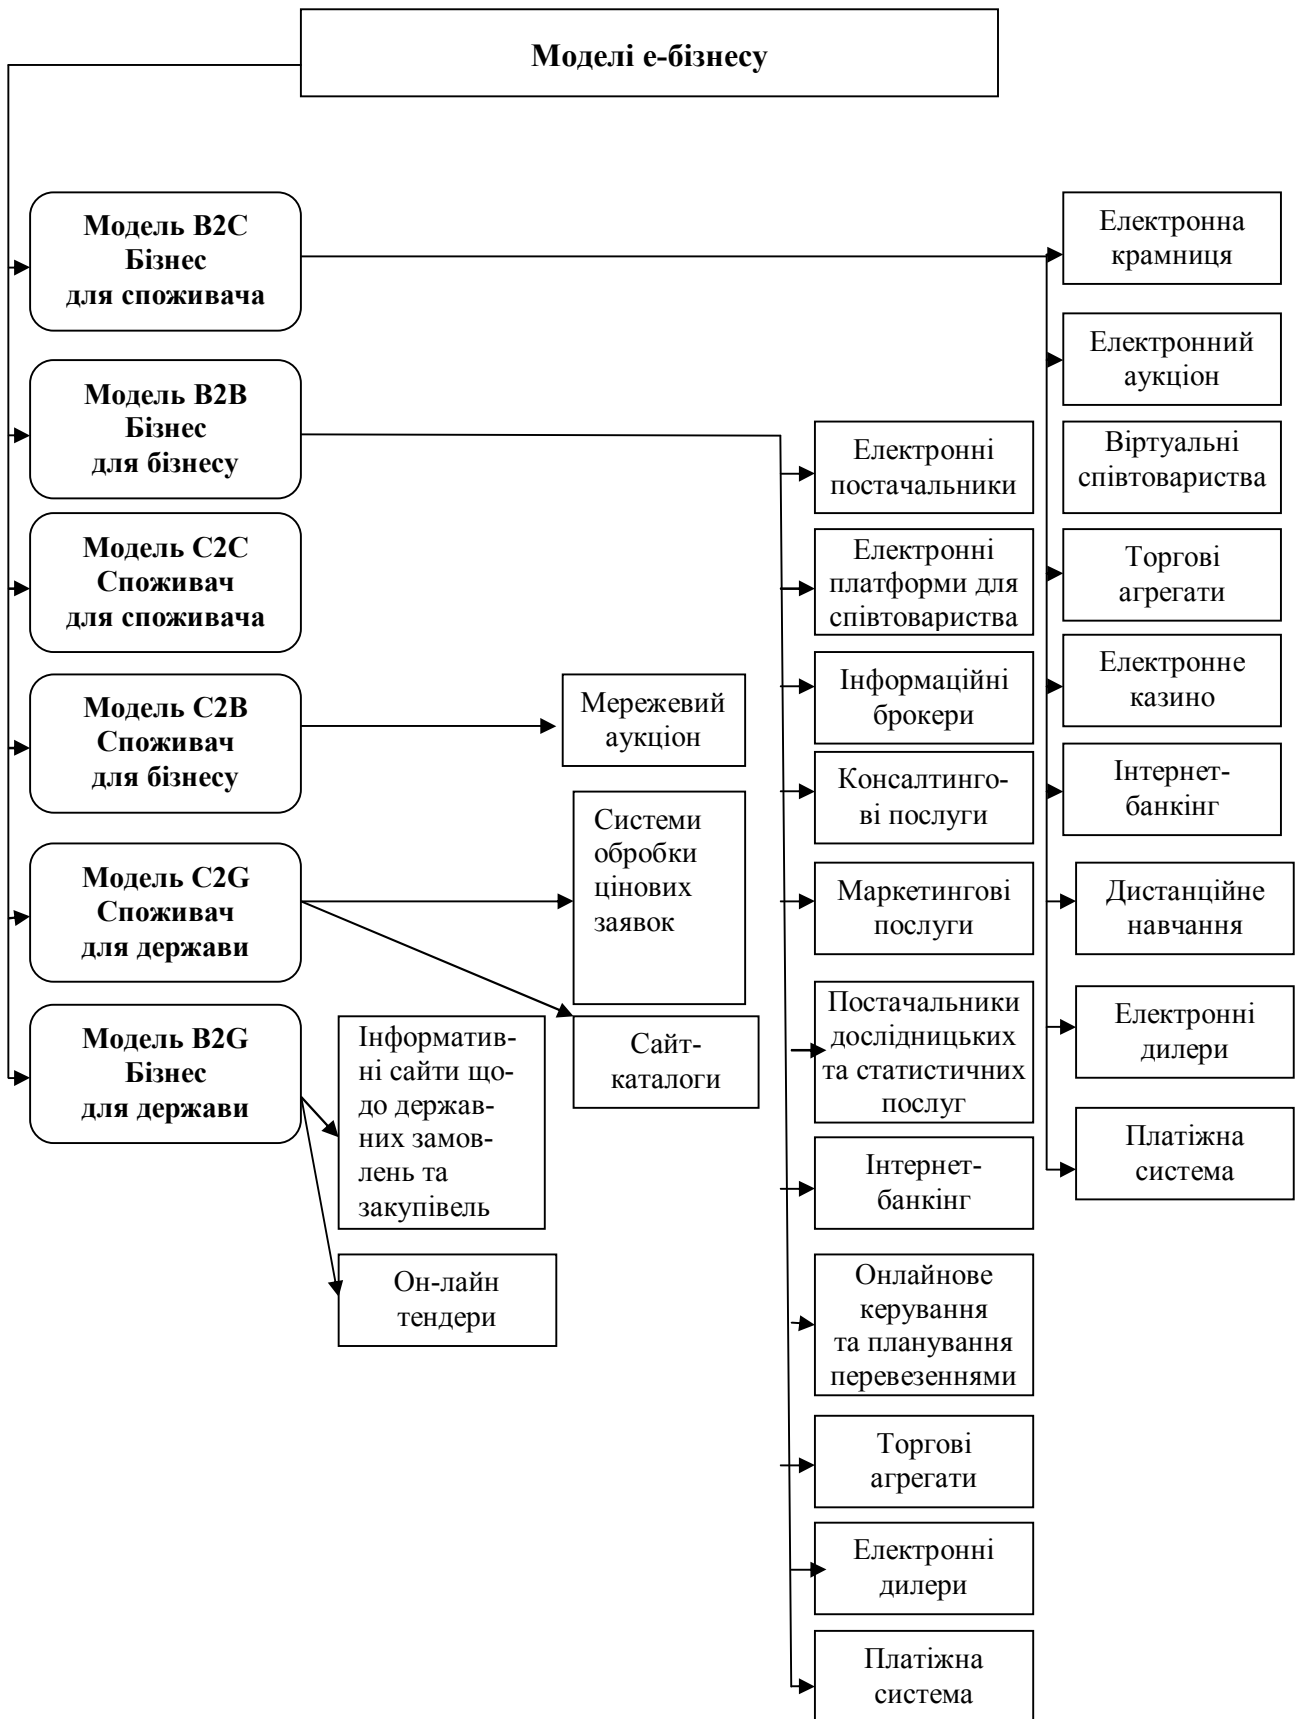 Моделі е-бізнесу
Модель B2C
Бізнес
для споживача
Модель B2B
Бізнес
для бізнесу
Модель C2C
Споживач
для споживача
Модель C2B
Споживач
для бізнесу
Модель C2G
Споживач
для держави
Модель B2G
Бізнес
для держави
Інформатив-
ні сайти що-
до держав-
них замов-
лень та
закупівель
Он-лайн
тендери
Мережевий
аукціон
Системи
обробки
цінових
заявок
Сайт-
каталоги
Електронні
постачальники
Електронні
платформи для
співтовариства
Інформаційні
брокери
Консалтинго-
ві послуги
Маркетингові
послуги
Постачальники
дослідницьких
та статистичних
послуг
Інтернет-
банкінг
Онлайнове
керування
та планування
перевезеннями
Торгові
агрегати
Електронні
дилери
Платіжна
система
Електронна
крамниця
Електронний
аукціон
Віртуальні
співтовариства
Торгові
агрегати
Електронне
казино
Інтернет-
банкінг
Дистанційне
навчання
Електронні
дилери
Платіжна
система